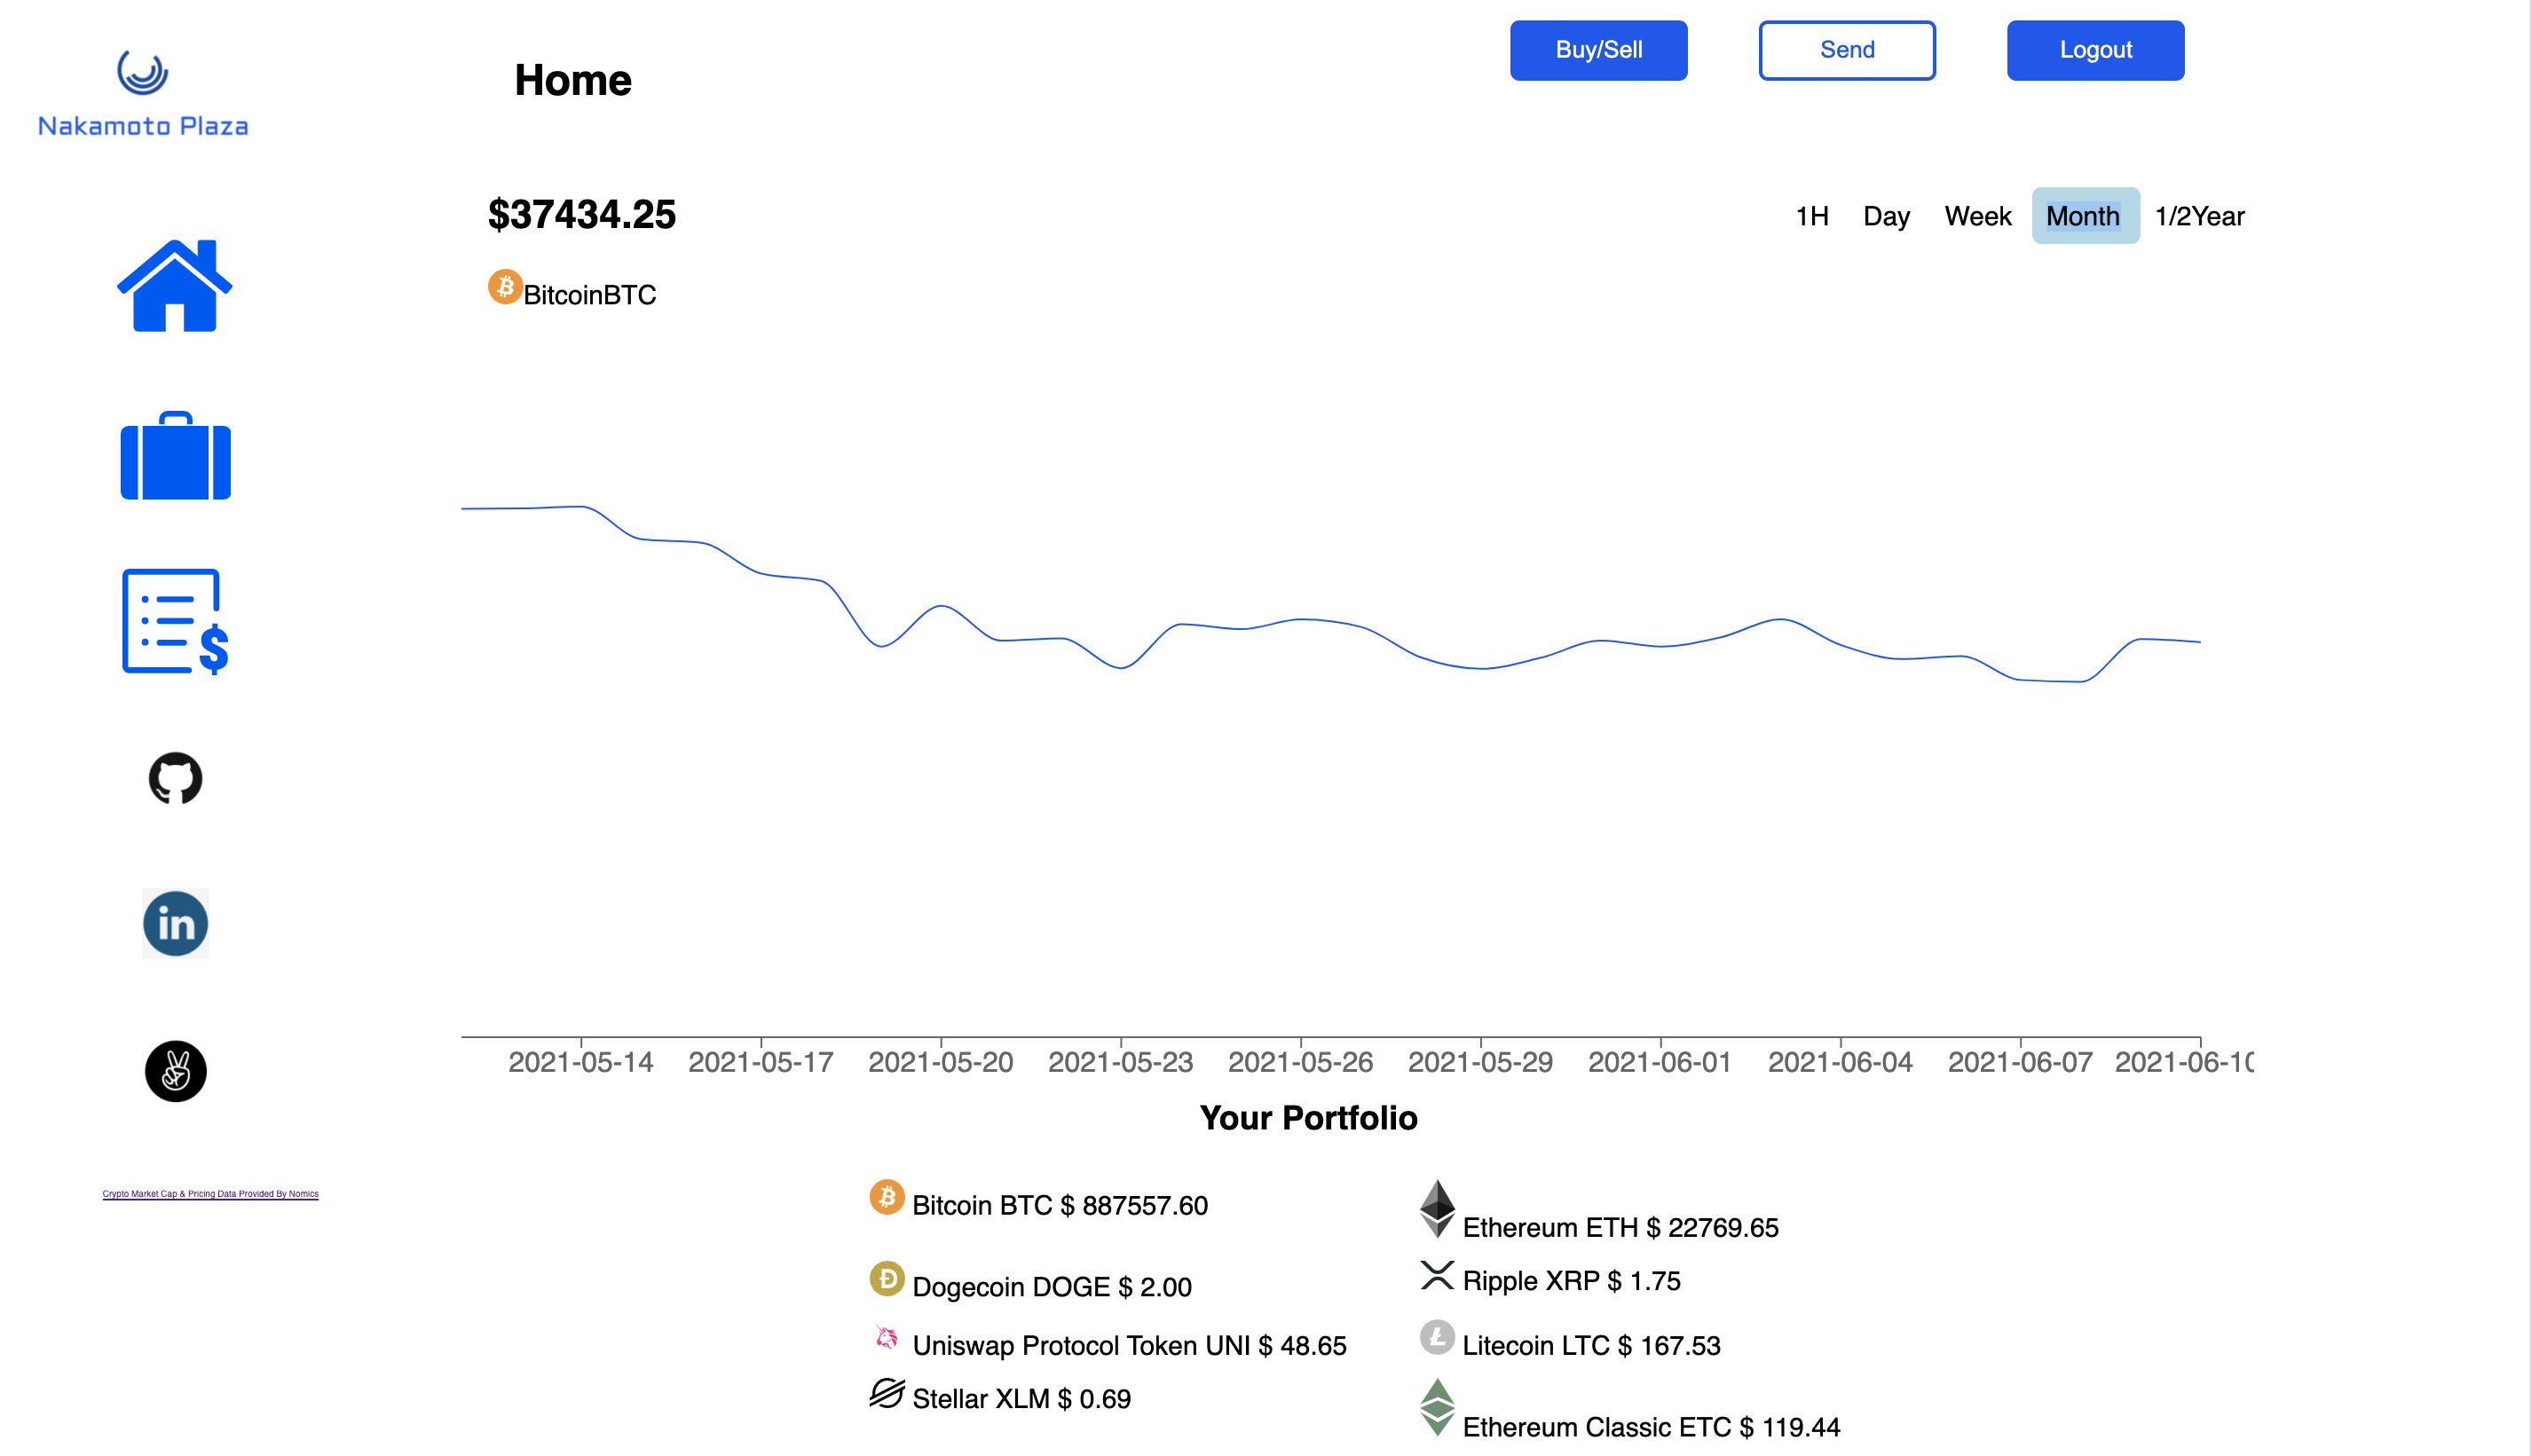 Buy/Sell Send Logout
Home
Nakamoto Plaza
$37434.25
1H Day Week Month 1/2Year
BitcoinBTC
2021-05-14 2021-05-17 2021-05-20 2021-05-23 2021-05-26 2021-05-29 2021-06-01 2021-06-04 2021-06-07 2021-06-10
Your Portfolio
Crypto Market Cap & Pricing Data Provided By Nomics
Bitcoin BTC $ 887557.60
Ethereum ETH $ 22769.65
Dogecoin DOGE $ 2.00
Ripple XRP $ 1.75
Uniswap Protocol Token UNI $ 48.65
Litecoin LTC $ 167.53
Stellar XLM $ 0.69
Ethereum Classic ETC $ 119.44